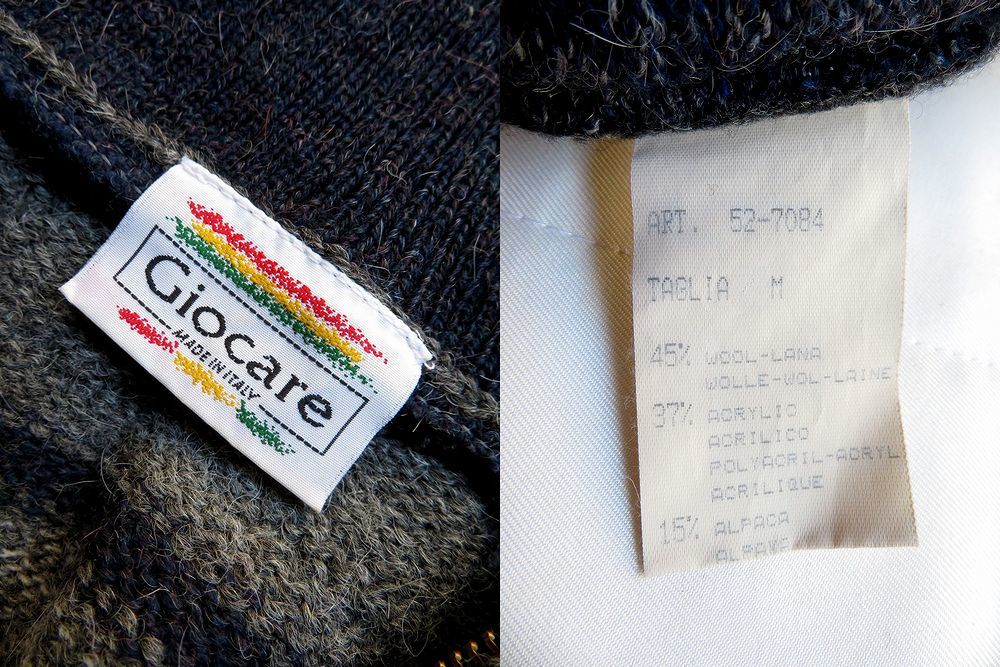 Giocare
MADE IN ITALY
ART. 52-7084
TAGLIA M
45% WOOL-LANA
WOLLE-WOL-LAINE
37% ACRYLIC
ACRILICO
POLYACRIL-ACRYL
ACRILIQUE
15% ALPACA